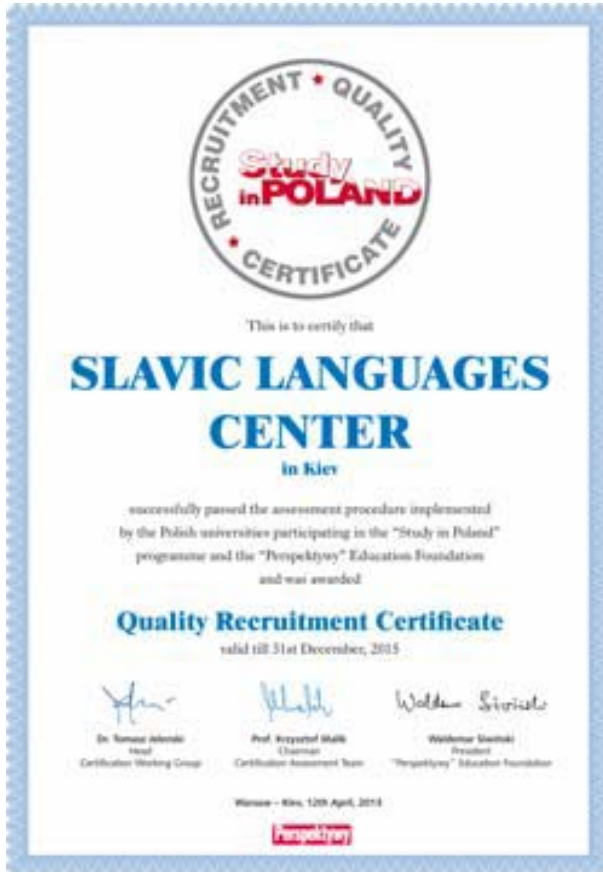 RECRUITMENT * QUALITY
* CERTIFICATE
Study
in POLAND
This is to certify that
SLAVIC LANGUAGES
CENTER
in Kiev
successfully passed the assessment procedure implemented
by the Polish universities participating in the “Study in Poland”
programme and the “Perspektywy” Education Foundation
and was awarded
Quality Recruitment Certificate
valid till 31st December, 2015
Dr. Tomasz Jelenski Prof. Krzysztof Malik Waldemar Siwinski
Head Chairman President
Certification Working Group Certification Assessment Team “Perspektywy” Education Foundation
Warsaw – Kiev, 12th April, 2013
Perspektywy